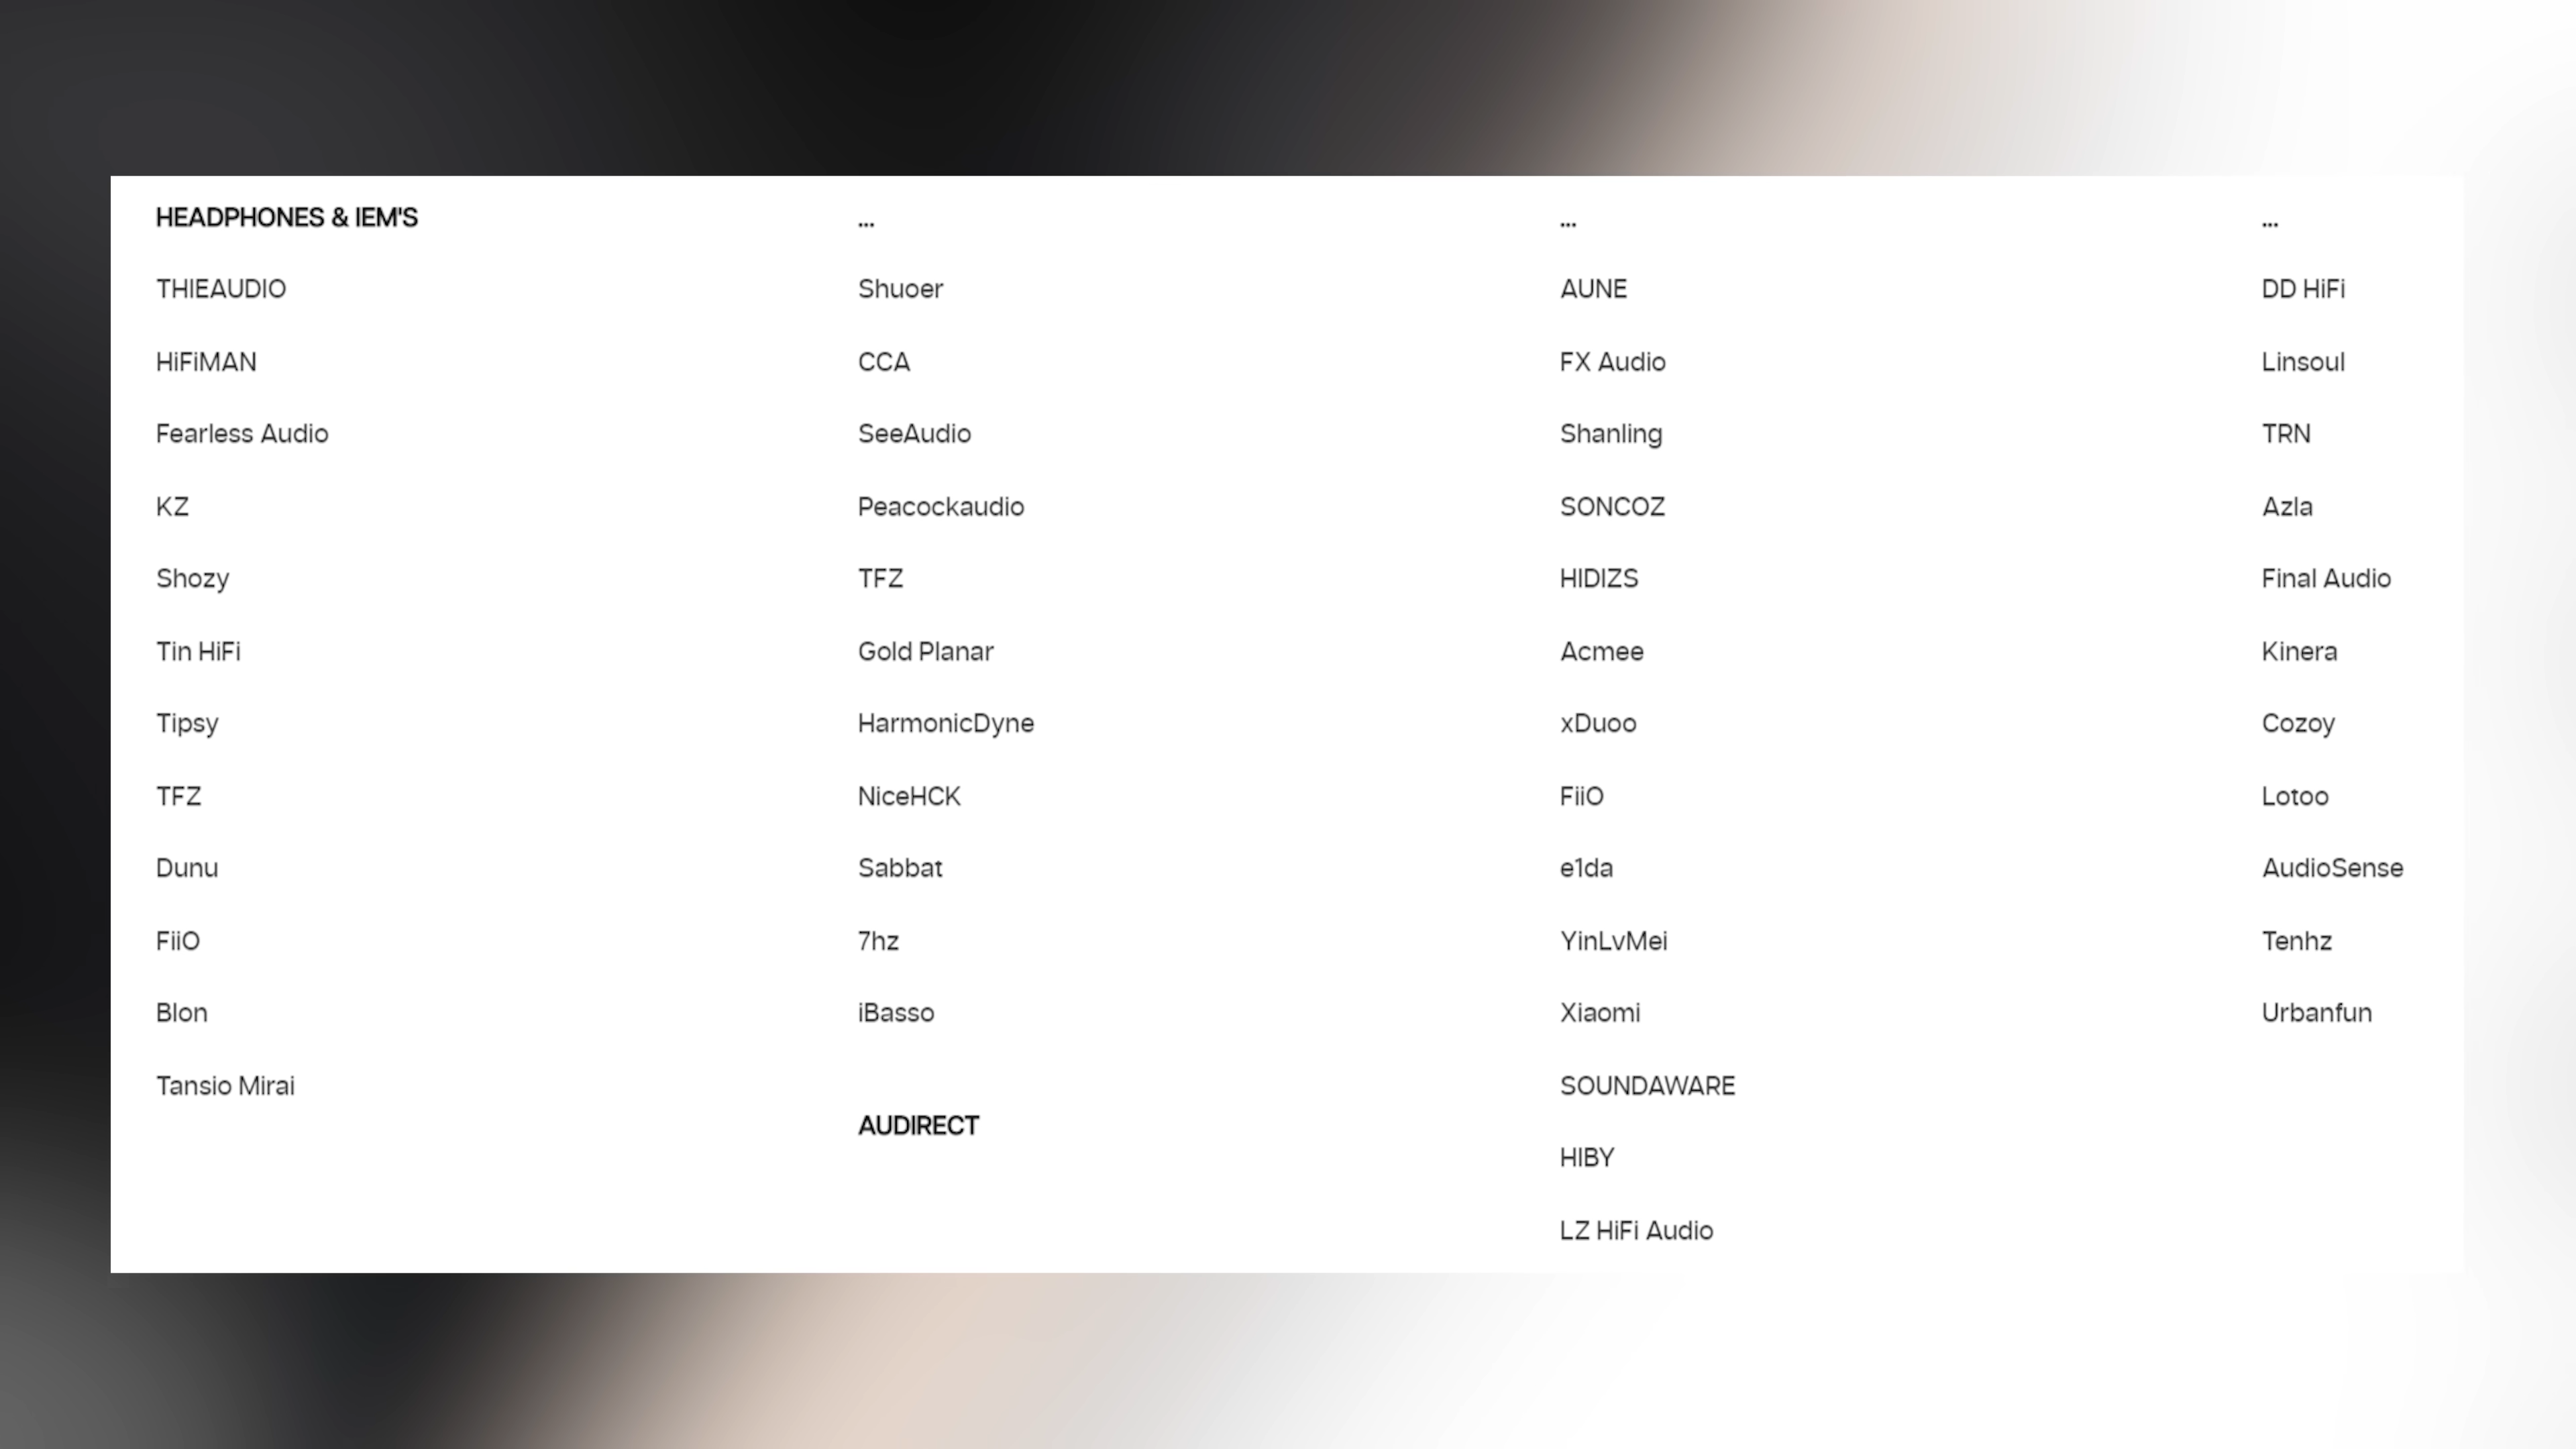 HEADPHONES & IEM'S
THIEAUDIO
HiFiMAN
Fearless Audio
KZ
Shozy
Tin HiFi
Tipsy
TFZ
Dunu
FiiO
Blon
Tansio Mirai
...
Shuoer
CCA
SeeAudio
Peacockaudio
TFZ
Gold Planar
HarmonicDyne
NiceHCK
Sabbat
7hz
iBasso
AUDIRECT
...
AUNE
FX Audio
Shanling
SONCOZ
HIDIZS
Acmee
xDuoo
FiiO
e1da
YinLvMei
Xiaomi
SOUNDAWARE
HIBY
LZ HiFi Audio
...
DD HiFi
Linsoul
TRN
Azla
Final Audio
Kinera
Cozoy
Lotoo
AudioSense
Tenhz
Urbanfun